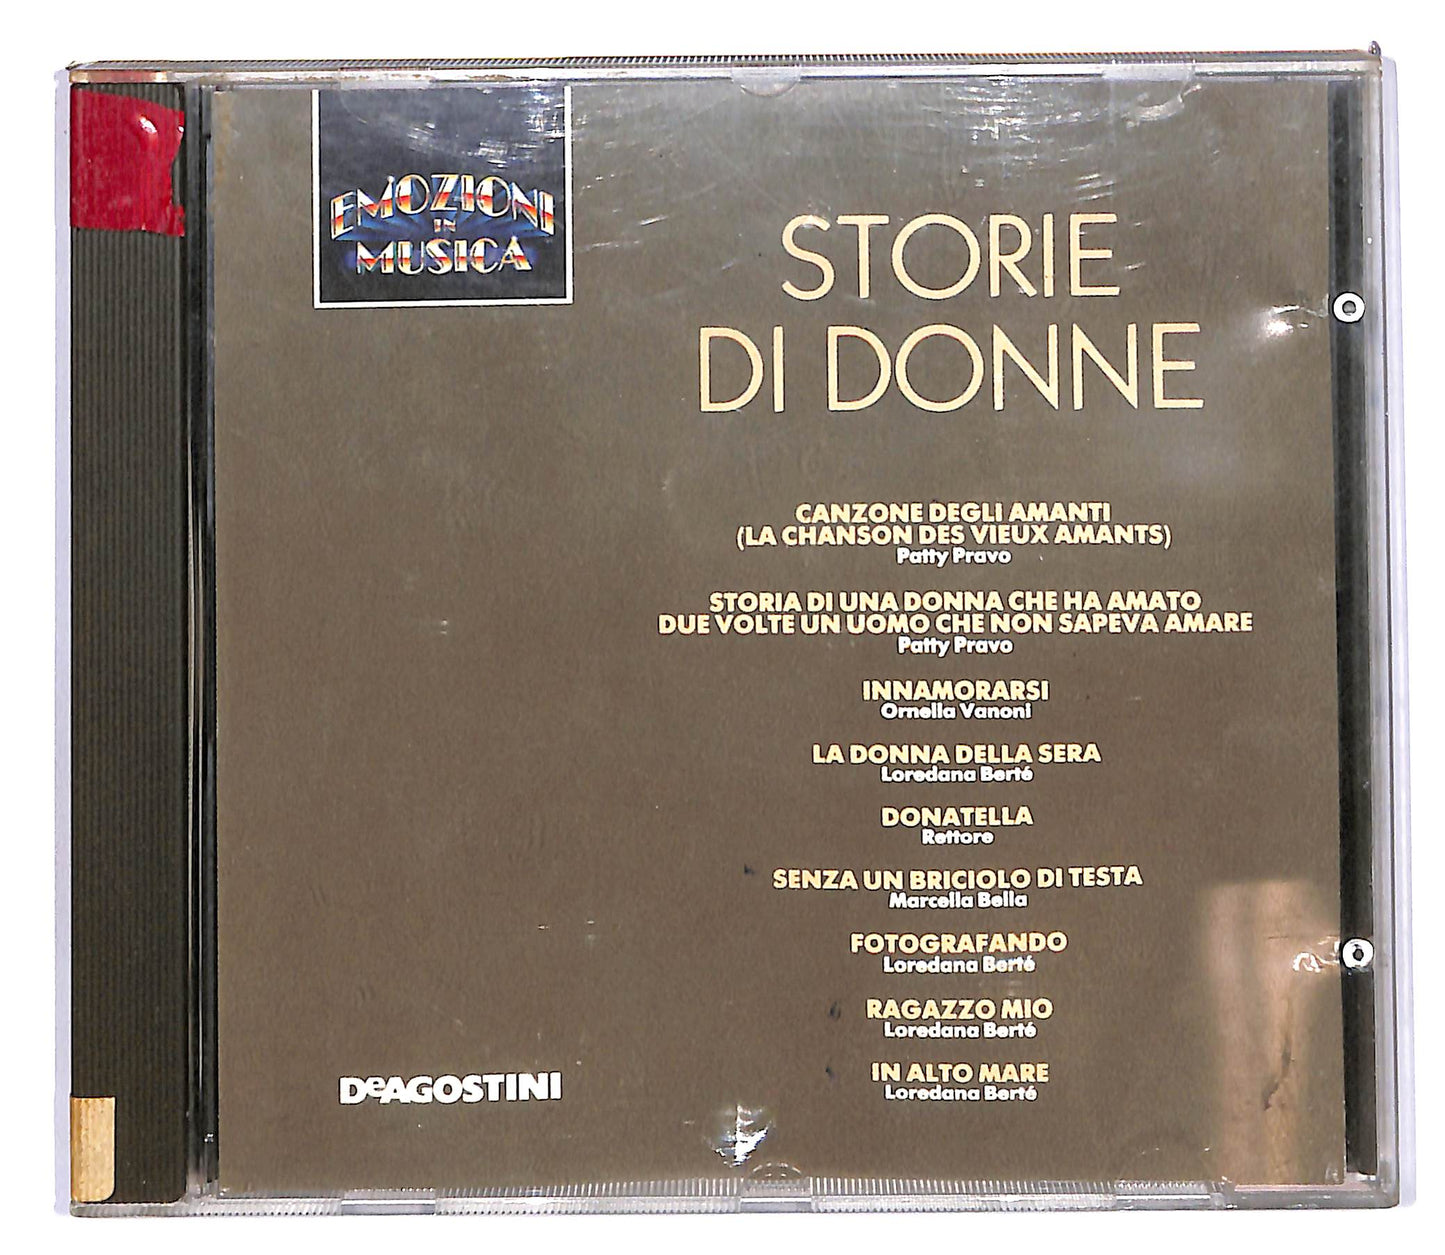 EMOZIONI
IN
MUSICA
STORIE
DI DONNE
CANZONE DEGLI AMANTI
(LA CHANSON DES VIEUX AMANTS)
Patty Pravo
STORIA DI UNA DONNA CHE HA AMATO
DUE VOLTE UN UOMO CHE NON SAPEVA AMARE
Patty Pravo
INNAMORARSI
Ornella Vanoni
LA DONNA DELLA SERA
Loredana Berté
DONATELLA
Rettore
SENZA UN BRICIOLO DI TESTA
Marcella Bella
FOTOGRAFANDO
Loredana Berté
RAGAZZO MIO
Loredana Berté
IN ALTO MARE
Loredana Berté
DeAGOSTINI